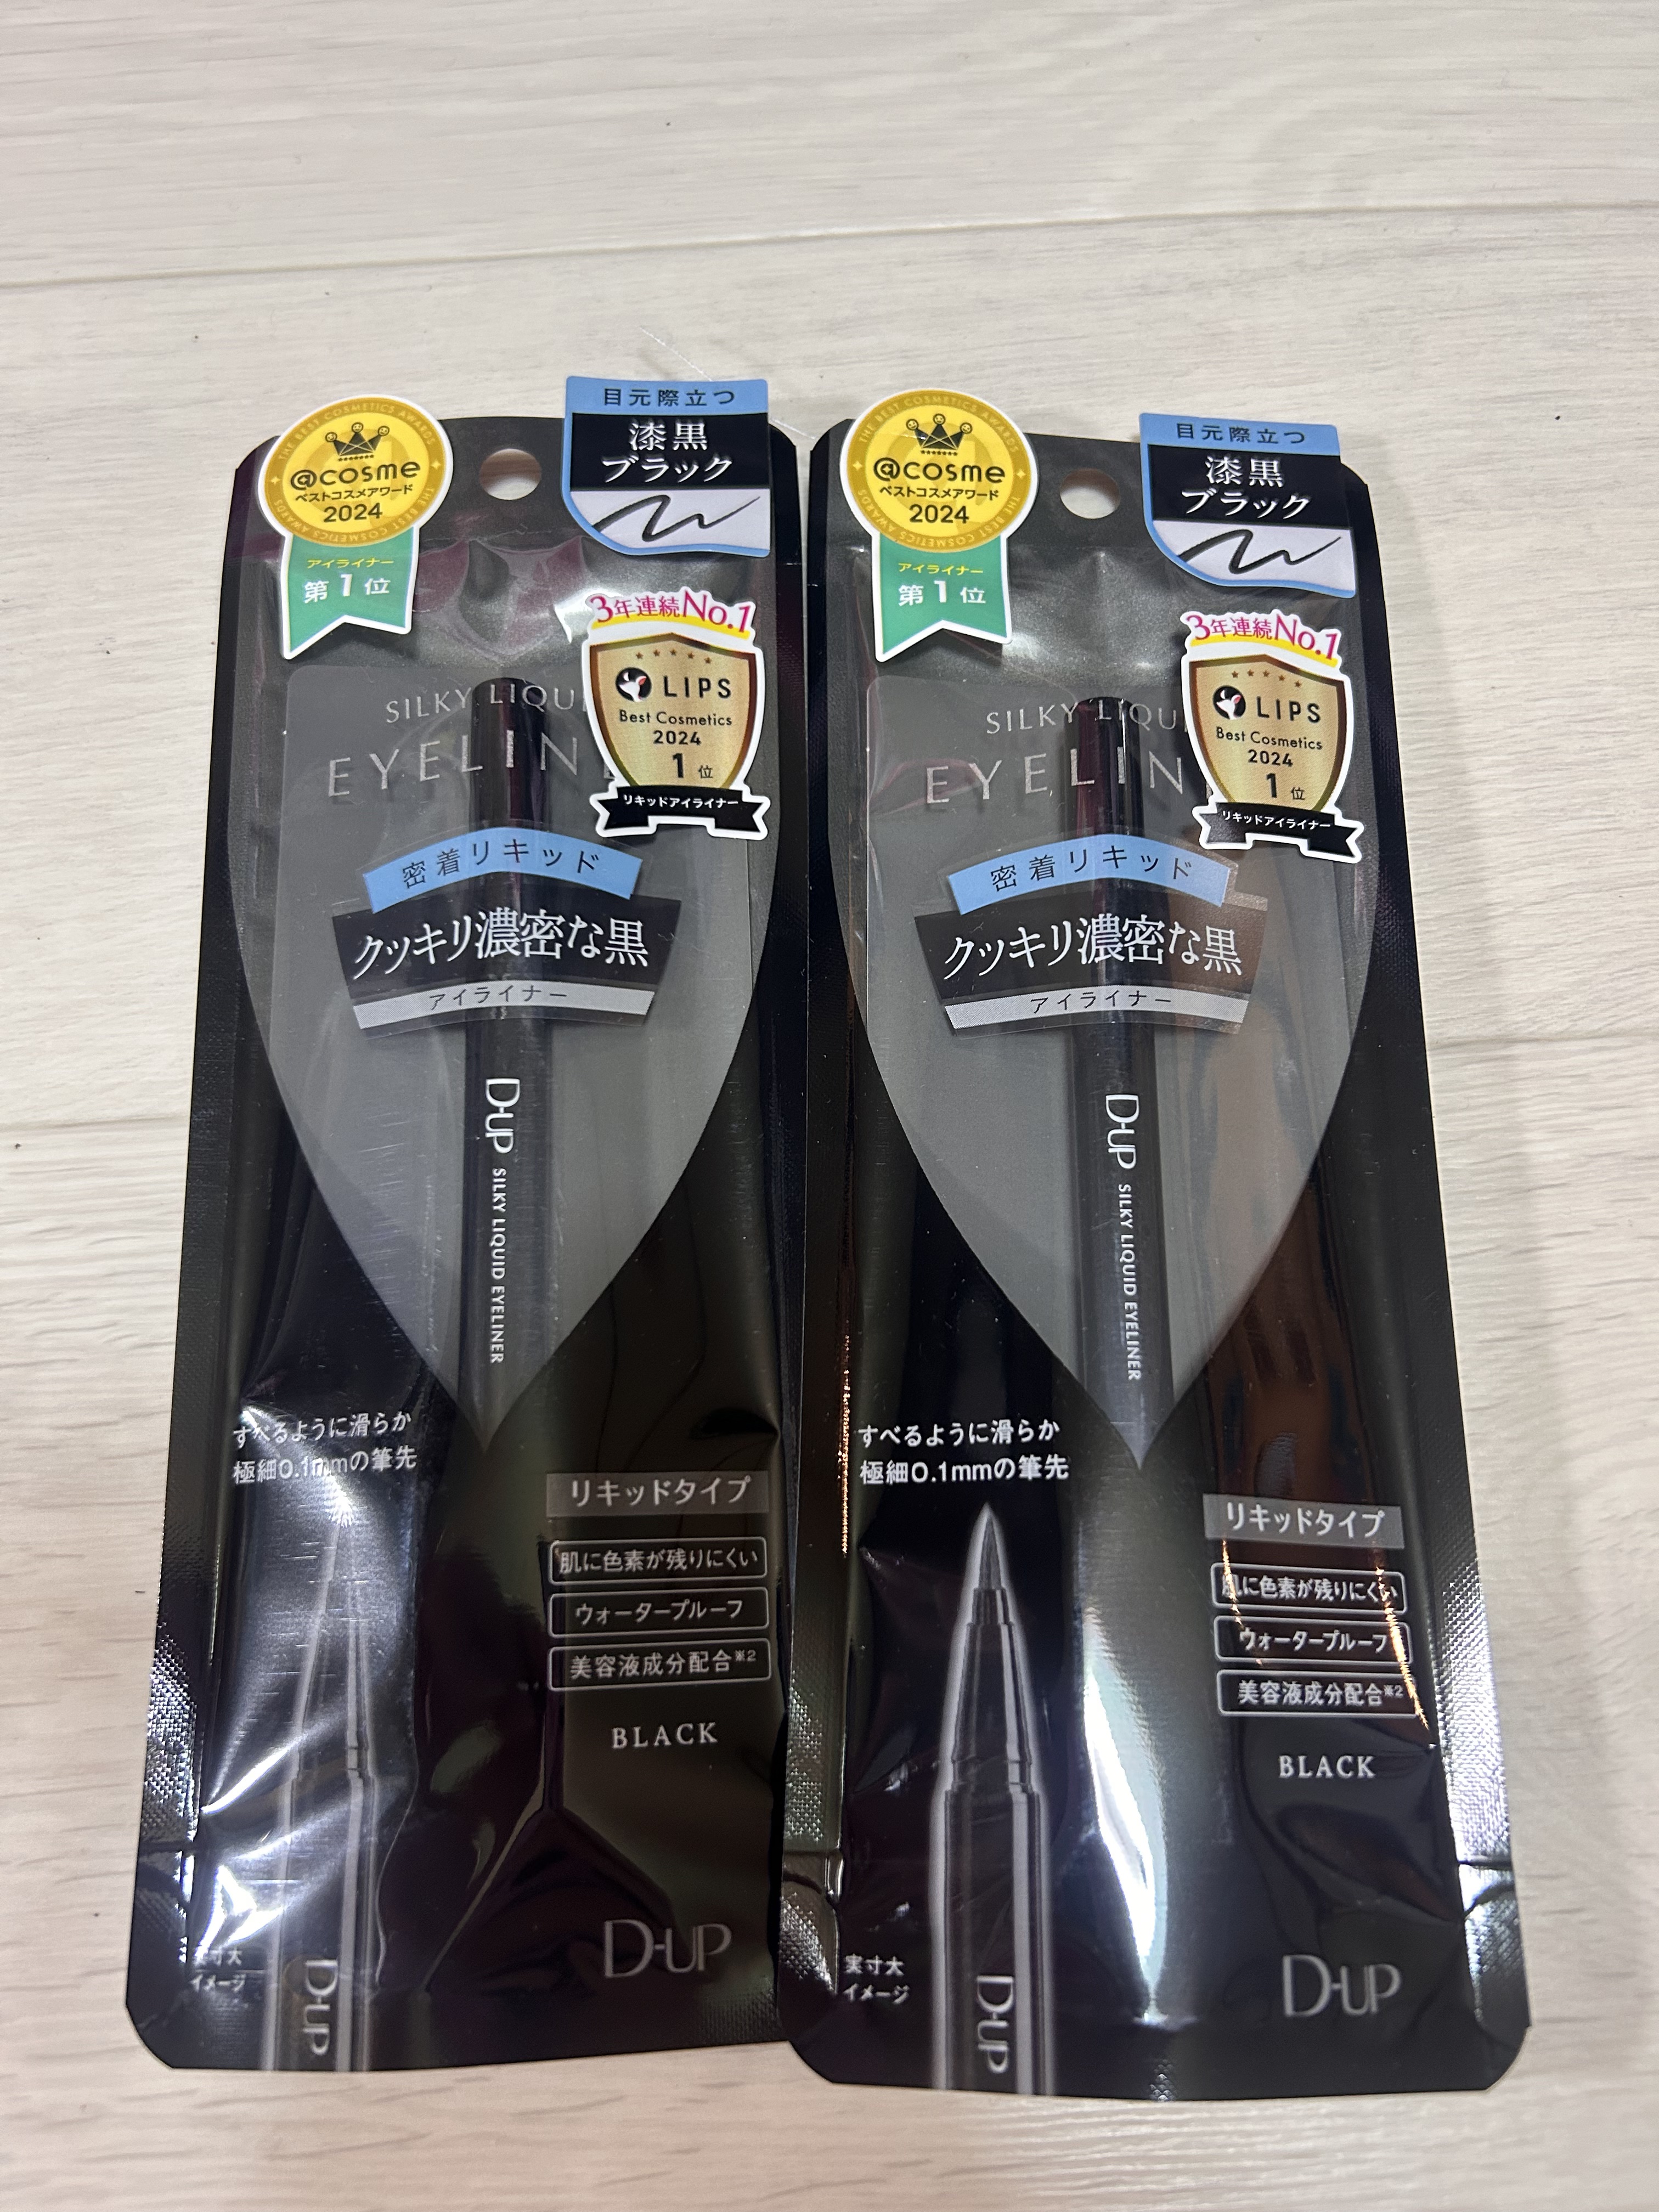 THE BEST COSMETICS AWARDS
@cosme
ベストコスメアワード
2024
THE BEST COSMETICS AWARDS
アイライナー
第1位
目元際立つ
漆黒
ブラック
3年連続No.1
LIPS
Best Cosmetics
2024
1位
リキッドアイライナー
SILKY LIQUI
EYELIN
密着リキッド
クッキリ濃密な黒
アイライナー
D-UP SILKY LIQUID EYELINER
すべるように滑らか
極細0.1mmの筆先
リキッドタイプ
肌に色素が残りにくい
ウォータープルーフ
美容液成分配合※2
BLACK
実寸大
イメージ
D-UP
D-UP
THE BEST COSMETICS AWARDS
@cosme
ベストコスメアワード
2024
THE BEST COSMETICS AWARDS
アイライナー
第1位
目元際立つ
漆黒
ブラック
3年連続No.1
LIPS
Best Cosmetics
2024
1位
リキッドアイライナー
SILKY LIQU
EYELIN
密着リキッド
クッキリ濃密な黒
アイライナー
D-UP SILKY LIQUID EYELINER
すべるように滑らか
極細0.1mmの筆先
リキッドタイプ
肌に色素が残りにくい
ウォータープルーフ
美容液成分配合※2
BLACK
実寸大
イメージ
D-UP
D-UP